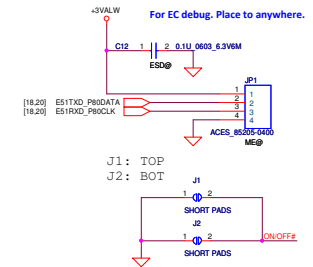 +3VALW
For EC debug. Place to anywhere.
C12 1 2 0.1U_0603_6.3V6M
ESD@
JP1
[18,20] E51TXD_P80DATA
[18,20] E51RXD_P80CLK
1 1
2 2
3 3
4 4
ACES_85205-0400
ME@
J1: TOP
J2: BOT
J1
1 2
SHORT PADS
J2
1 2
ON/OFF#
SHORT PADS